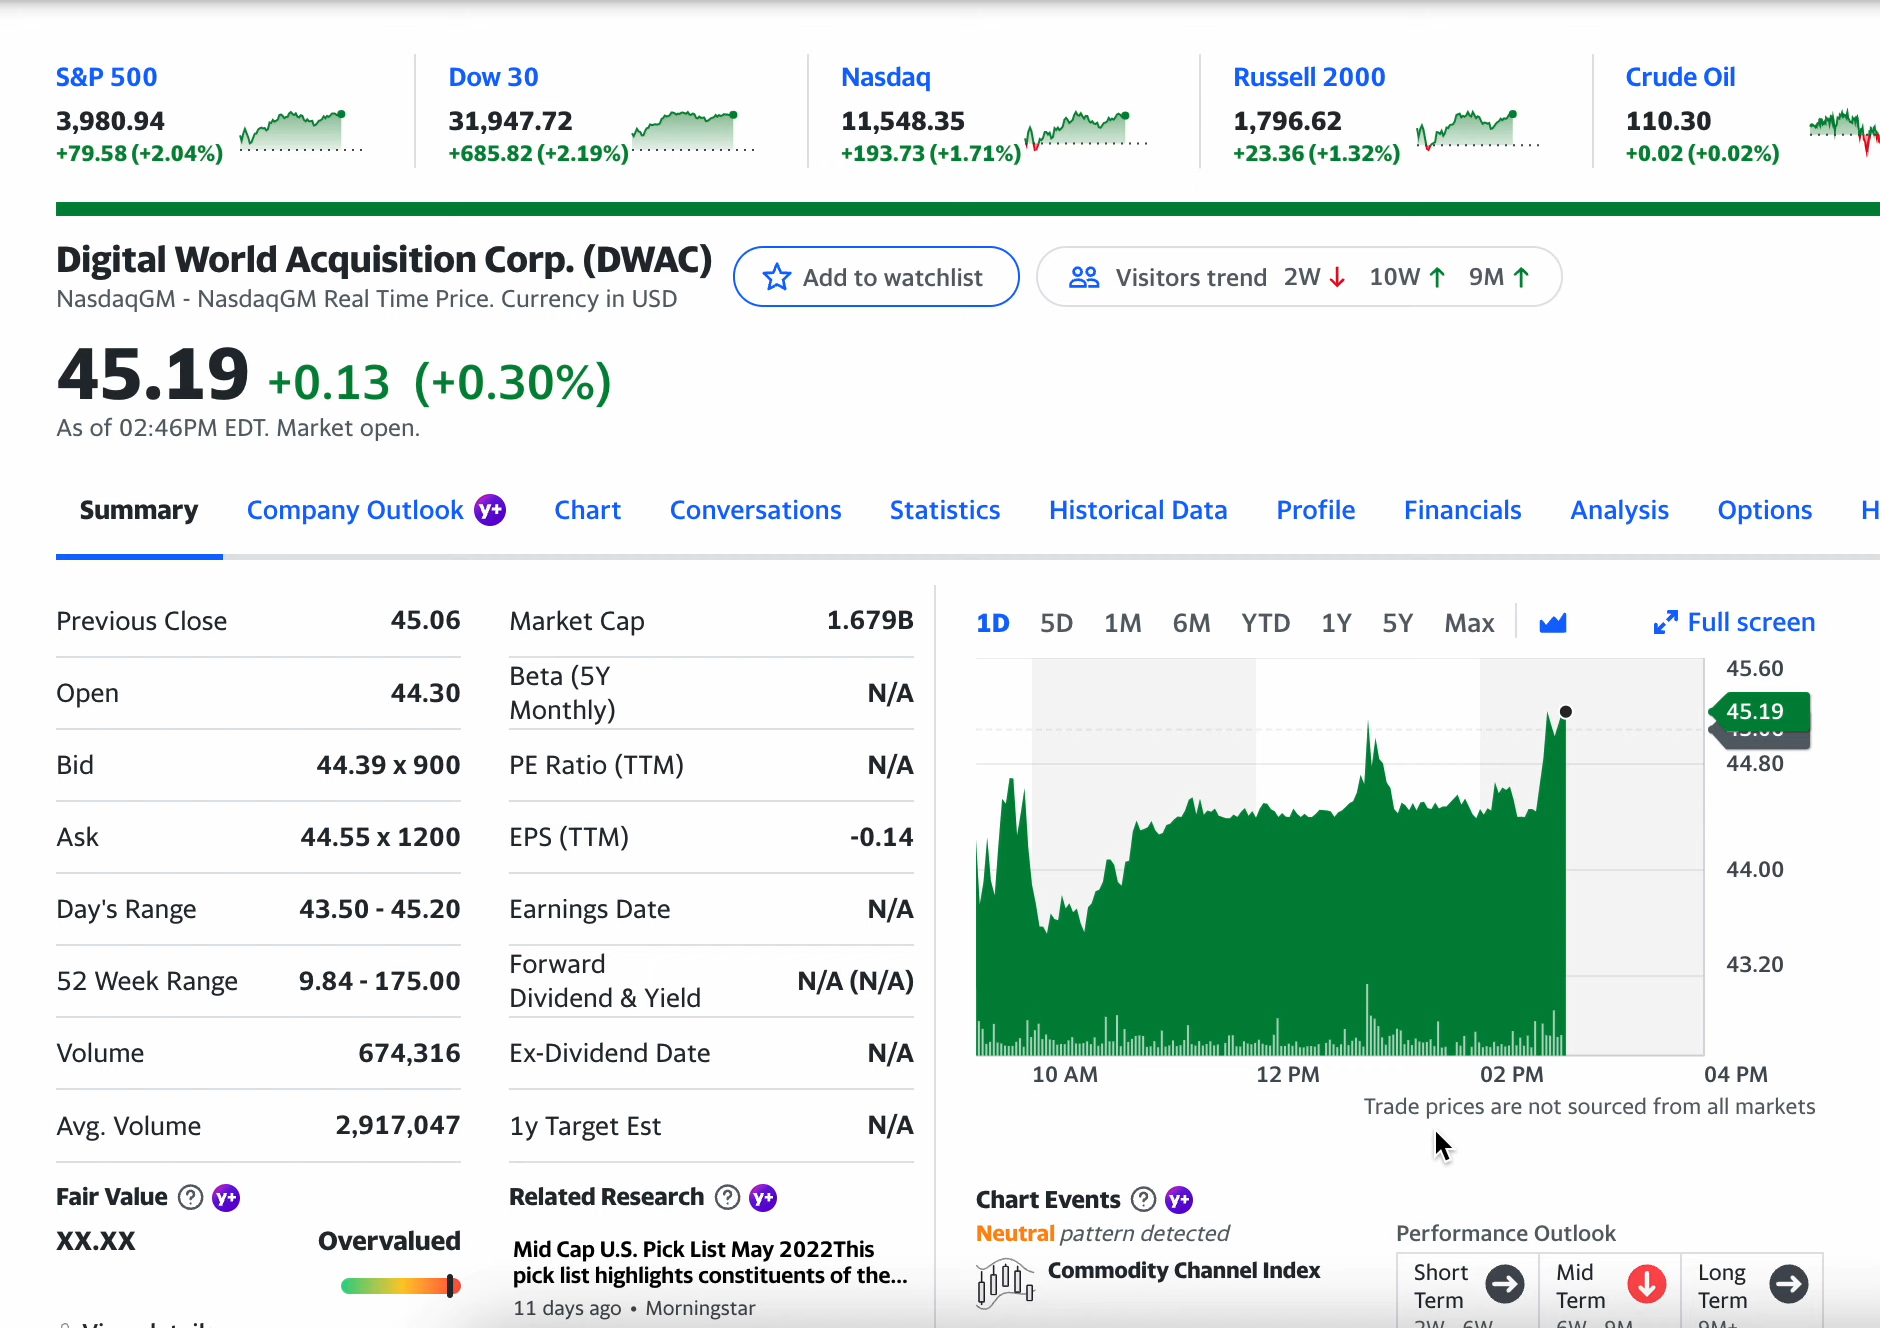 S&P 500
3,980.94
+79.58 (+2.04%)
Dow 30
31,947.72
+685.82 (+2.19%)
Nasdaq
11,548.35
+193.73 (+1.71%)
Russell 2000
1,796.62
+23.36 (+1.32%)
Crude Oil
110.30
+0.02 (+0.02%)
Digital World Acquisition Corp. (DWAC)
NasdaqGM - NasdaqGM Real Time Price. Currency in USD
Add to watchlist
Visitors trend 2W ↓ 10W ↑ 9M ↑
45.19 +0.13 (+0.30%)
As of 02:46PM EDT. Market open.
Summary Company Outlook y+ Chart Conversations Statistics Historical Data Profile Financials Analysis Options H
Previous Close 45.06
Open 44.30
Bid 44.39 x 900
Ask 44.55 x 1200
Day's Range 43.50 - 45.20
52 Week Range 9.84 - 175.00
Volume 674,316
Avg. Volume 2,917,047
Market Cap 1.679B
Beta (5Y
Monthly) N/A
PE Ratio (TTM) N/A
EPS (TTM) -0.14
Earnings Date N/A
Forward
Dividend & Yield N/A (N/A)
Ex-Dividend Date N/A
1y Target Est N/A
1D 5D 1M 6M YTD 1Y 5Y Max
Full screen
45.60
45.19
44.80
44.00
43.20
10 AM 12 PM 02 PM 04 PM
Trade prices are not sourced from all markets
Fair Value ? y+
XX.XX Overvalued
Related Research ? y+
Mid Cap U.S. Pick List May 2022This
pick list highlights constituents of the...
11 days ago • Morningstar
Chart Events ? y+
Neutral pattern detected
Commodity Channel Index
Performance Outlook
Short
Term
Mid
Term
Long
Term